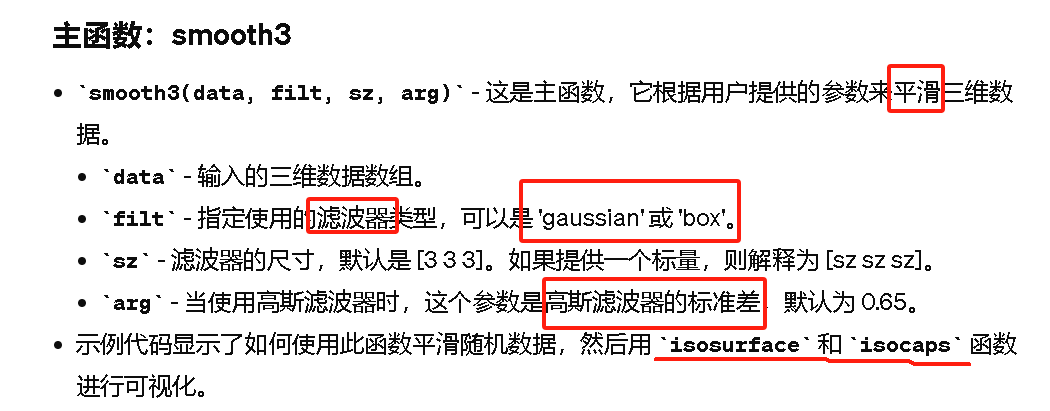 主函数：smooth3
• `smooth3(data, filt, sz, arg)` - 这是主函数，它根据用户提供的参数来平滑三维数
据。
• `data` - 输入的三维数据数组。
• `filt` - 指定使用的滤波器类型，可以是 'gaussian' 或 'box'。
• `sz` - 滤波器的尺寸，默认是 [3 3 3]。如果提供一个标量，则解释为 [sz sz sz]。
• `arg` - 当使用高斯滤波器时，这个参数是高斯滤波器的标准差，默认为 0.65。
• 示例代码显示了如何使用此函数平滑随机数据，然后用 `isosurface` 和 `isocaps` 函数
进行可视化。